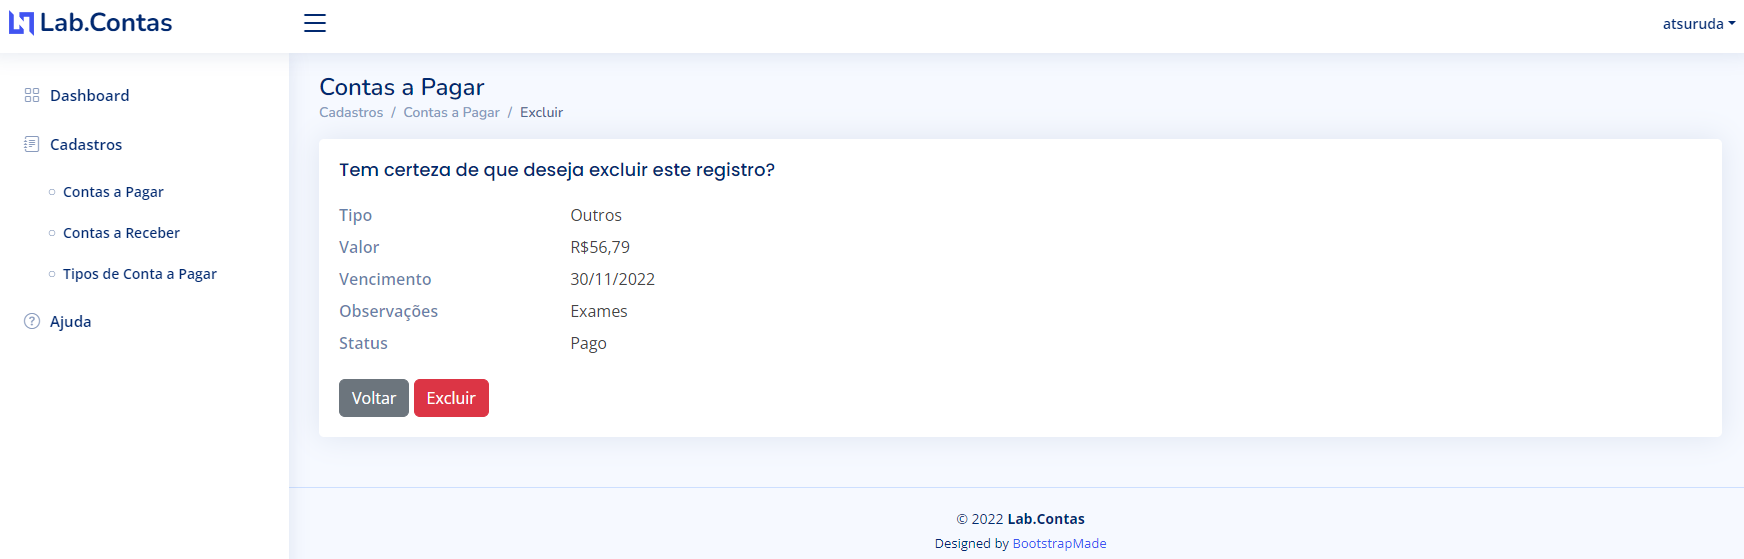 Lab.Contas
atsuruda
Dashboard
Cadastros
Contas a Pagar
Contas a Receber
Tipos de Conta a Pagar
Ajuda
Contas a Pagar
Cadastros / Contas a Pagar / Excluir
Tem certeza de que deseja excluir este registro?
Tipo Outros
Valor R$56,79
Vencimento 30/11/2022
Observações Exames
Status Pago
Voltar Excluir
© 2022 Lab.Contas
Designed by BootstrapMade